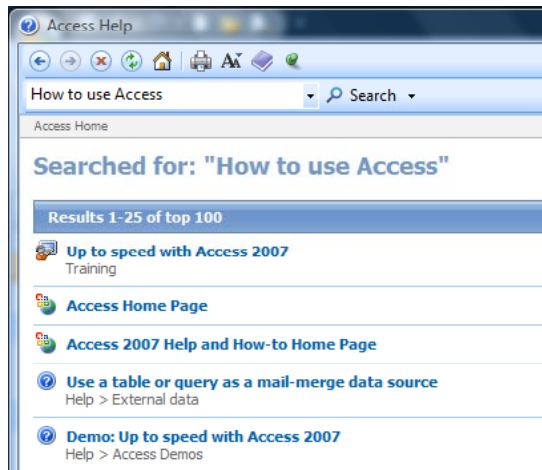 Access Help
How to use Access
Search
Access Home
Searched for: "How to use Access"
Results 1-25 of top 100
Up to speed with Access 2007
Training
Access Home Page
Access 2007 Help and How-to Home Page
Use a table or query as a mail-merge data source
Help > External data
Demo: Up to speed with Access 2007
Help > Access Demos